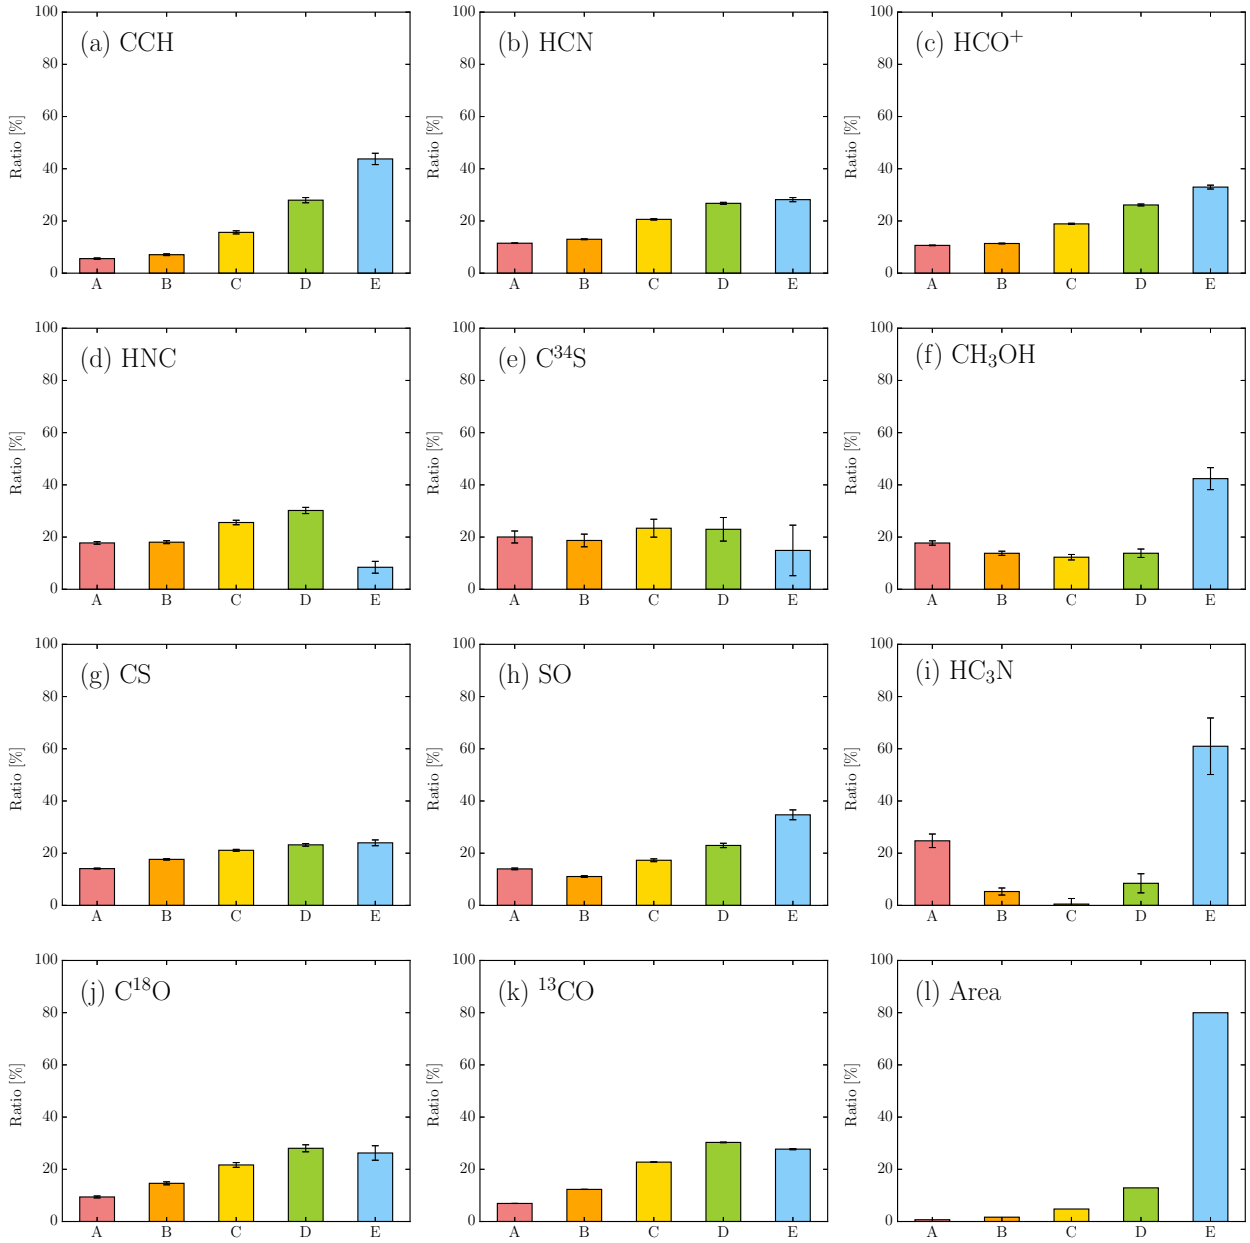 (a) CCH
Ratio [%]
100
80
60
40
20
0
A B C D E
(b) HCN
Ratio [%]
100
80
60
40
20
0
A B C D E
(c) HCO⁺
Ratio [%]
100
80
60
40
20
0
A B C D E
(d) HNC
Ratio [%]
100
80
60
40
20
0
A B C D E
(e) C³⁴S
Ratio [%]
100
80
60
40
20
0
A B C D E
(f) CH₃OH
Ratio [%]
100
80
60
40
20
0
A B C D E
(g) CS
Ratio [%]
100
80
60
40
20
0
A B C D E
(h) SO
Ratio [%]
100
80
60
40
20
0
A B C D E
(i) HC₃N
Ratio [%]
100
80
60
40
20
0
A B C D E
(j) C¹⁸O
Ratio [%]
100
80
60
40
20
0
A B C D E
(k) ¹³CO
Ratio [%]
100
80
60
40
20
0
A B C D E
(l) Area
Ratio [%]
100
80
60
40
20
0
A B C D E